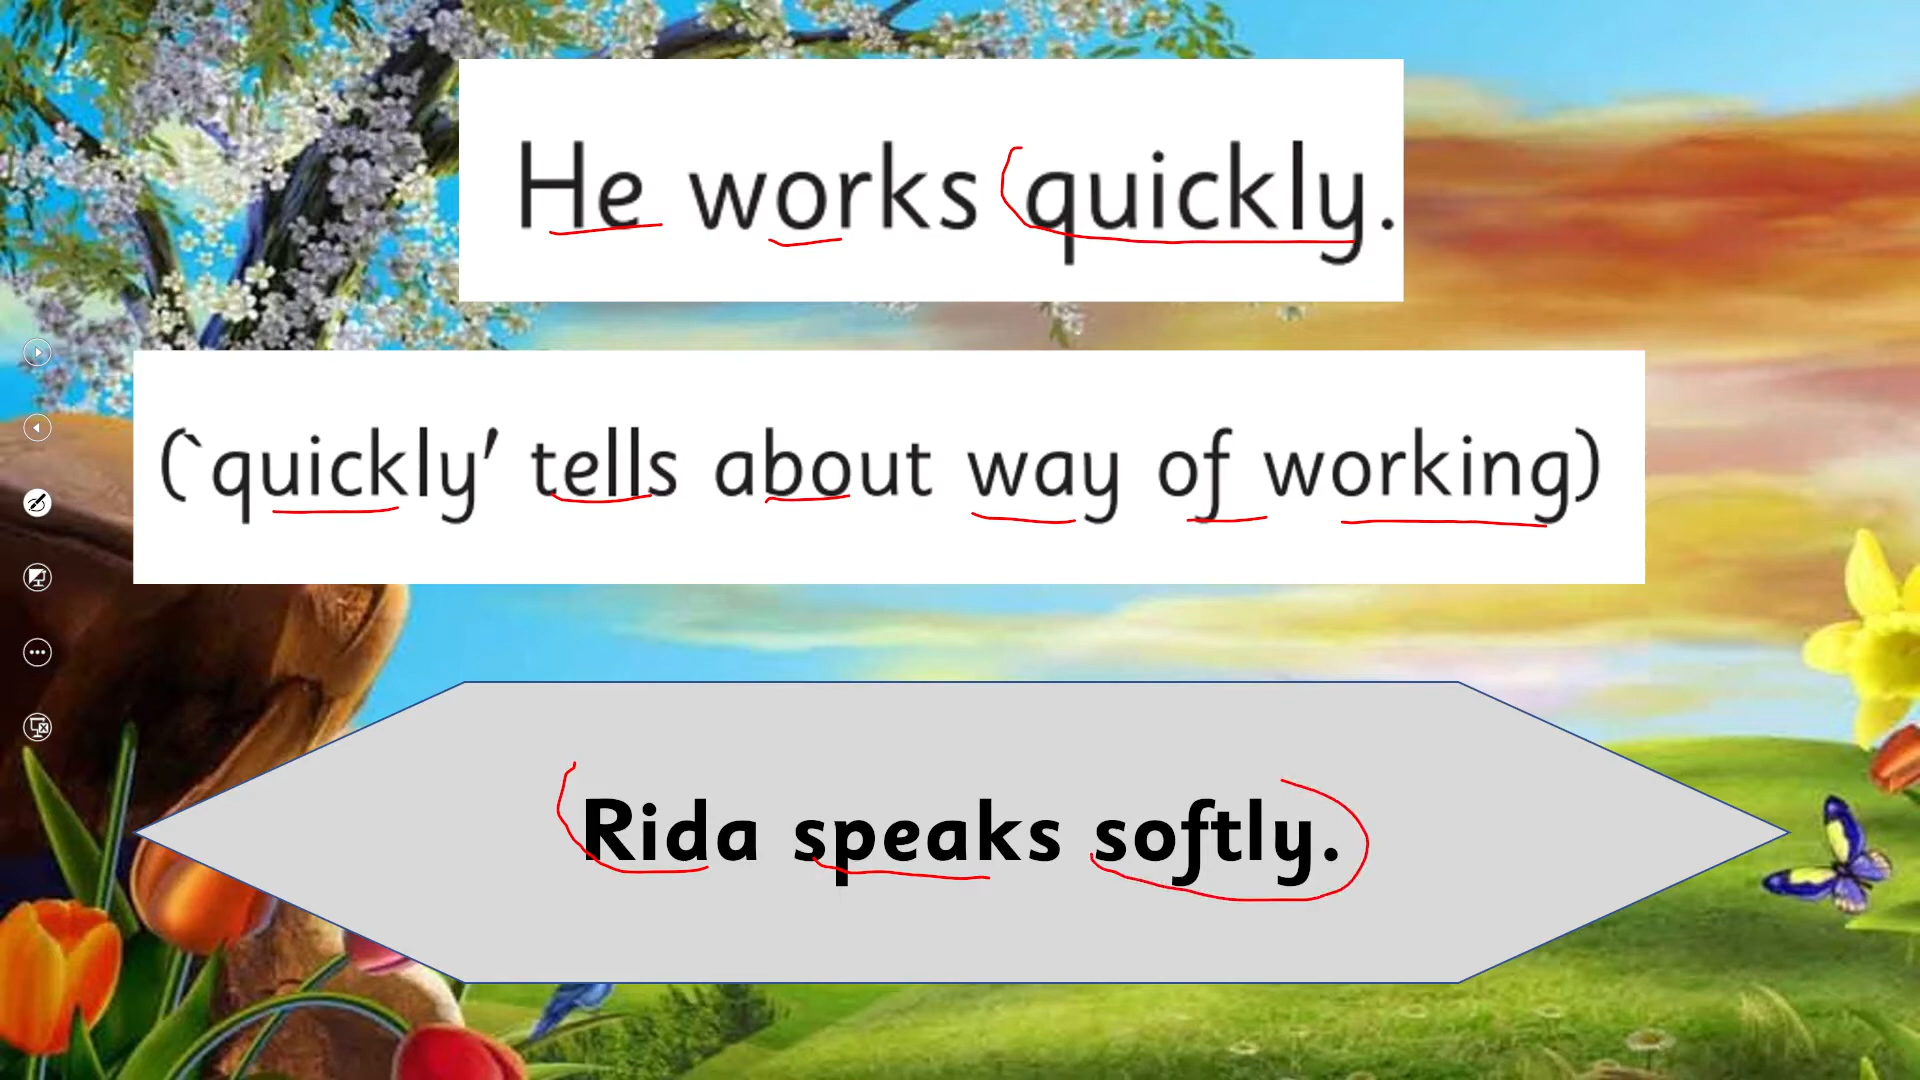 He works quickly.
(`quickly’ tells about way of working)
Rida speaks softly.